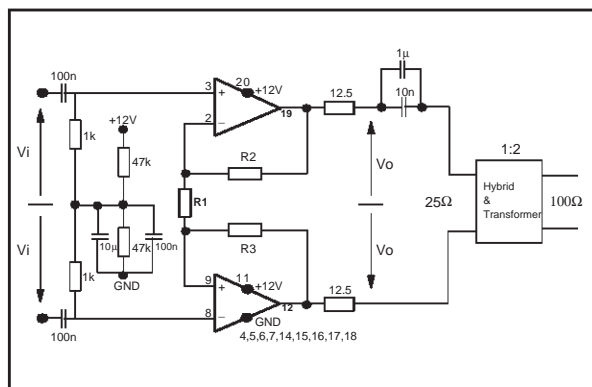 100n
3
+
20
+12V
2
−
19
12.5
1µ
10n
1k
+12V
47k
R2
R1
R3
Vi
Vi
Vo
Vo
1:2
Hybrid
&
Transformer
25Ω
100Ω
10µ
47k
100n
GND
1k
9
+
11
+12V
8
−
12
12.5
GND
4,5,6,7,14,15,16,17,18
100n